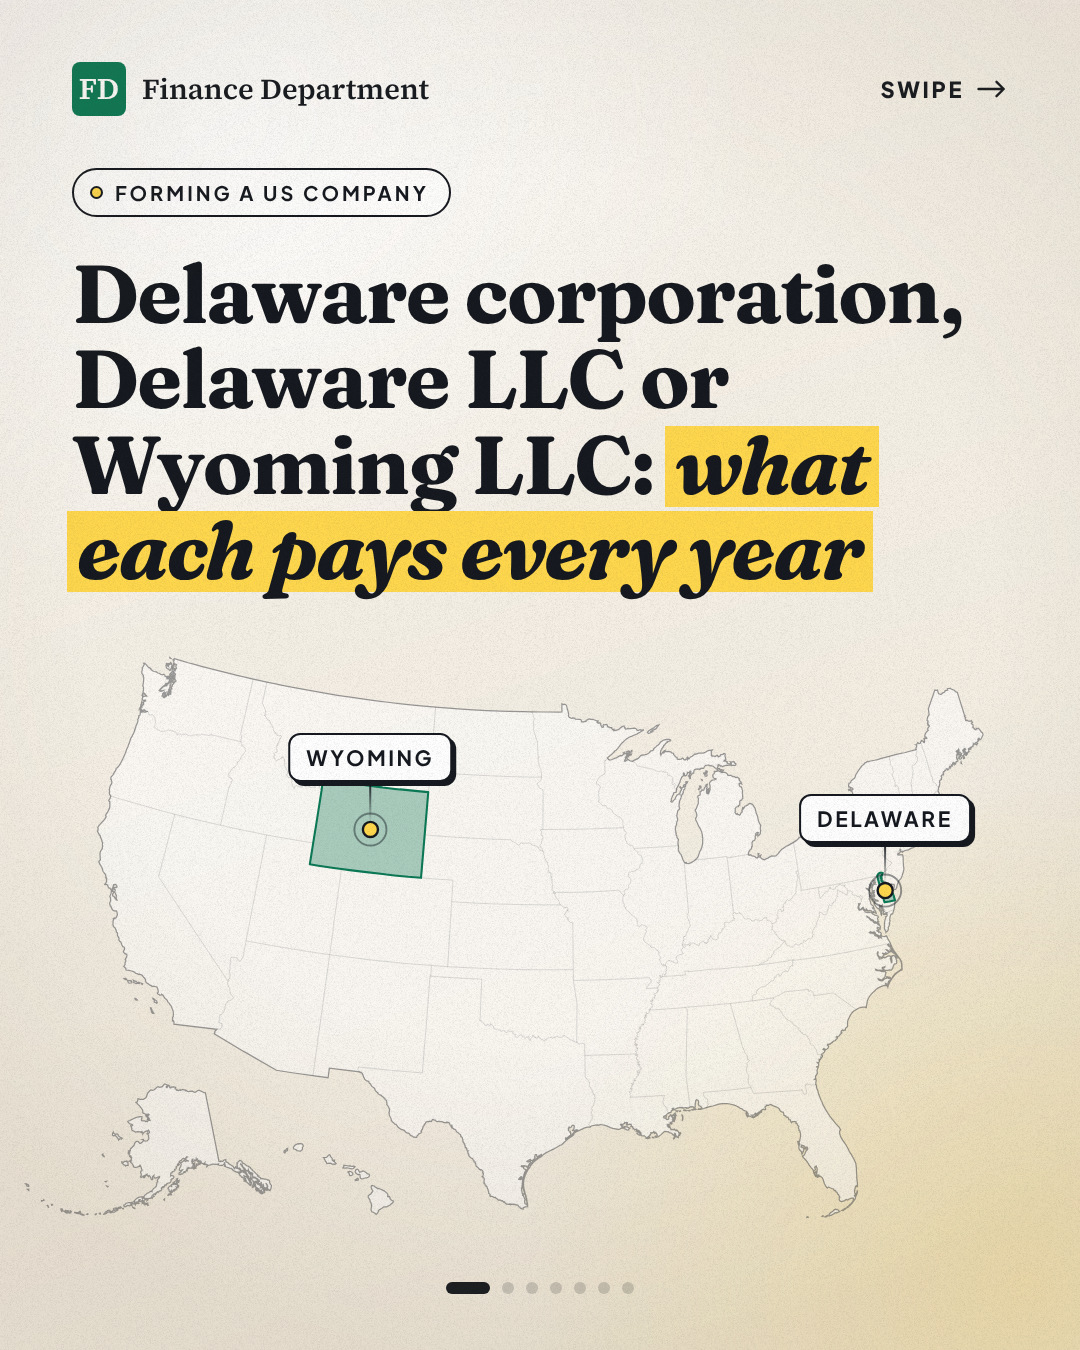 FD Finance Department
SWIPE →
FORMING A US COMPANY
Delaware corporation,
Delaware LLC or
Wyoming LLC: what
each pays every year
WYOMING
DELAWARE